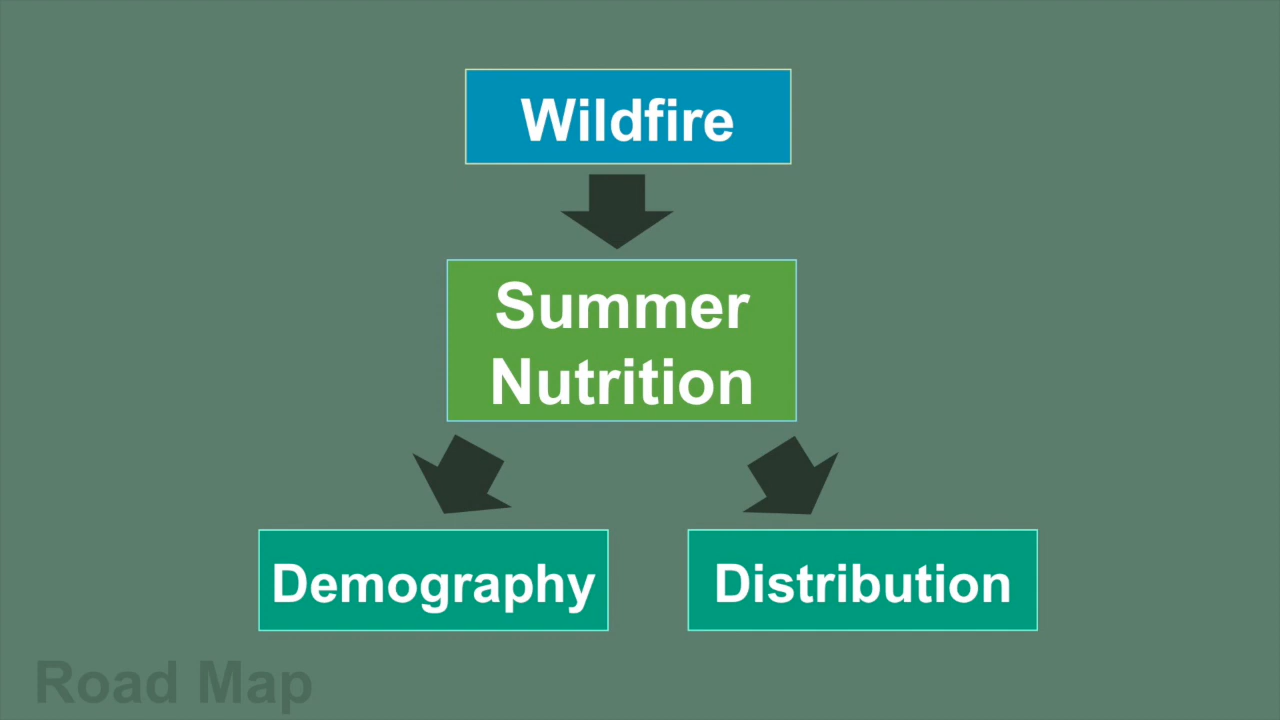 Wildfire
Summer
Nutrition
Demography
Distribution
Road Map